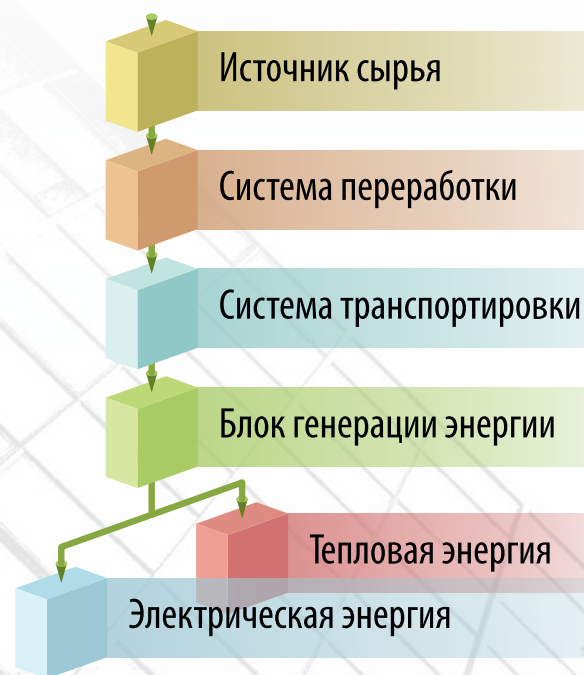 Источник сырья
Система переработки
Система транспортировки
Блок генерации энергии
Тепловая энергия
Электрическая энергия